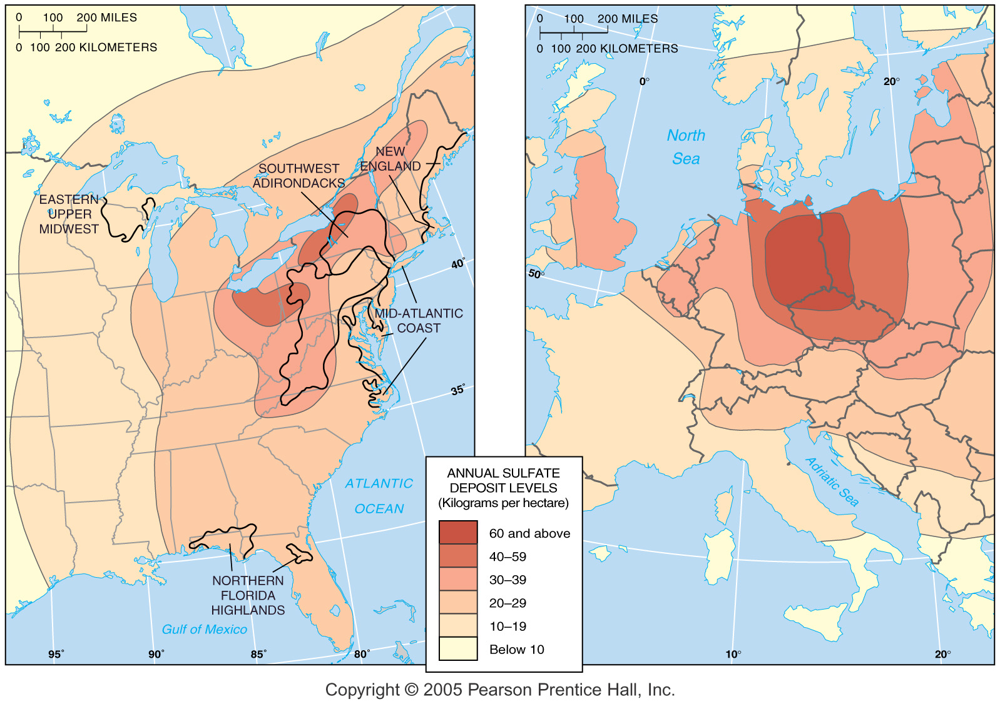 0 100 200 MILES
0 100 200 KILOMETERS
EASTERN
UPPER
MIDWEST
SOUTHWEST
ADIRONDACKS
NEW
ENGLAND
40°
MID-ATLANTIC
COAST
35°
ATLANTIC
OCEAN
NORTHERN
FLORIDA
HIGHLANDS
Gulf of Mexico
95°
90°
85°
80°
0 100 200 MILES
0 100 200 KILOMETERS
0°
20°
North
Sea
50°
Adriatic Sea
10°
20°
ANNUAL SULFATE
DEPOSIT LEVELS
(Kilograms per hectare)
60 and above
40–59
30–39
20–29
10–19
Below 10
Copyright © 2005 Pearson Prentice Hall, Inc.